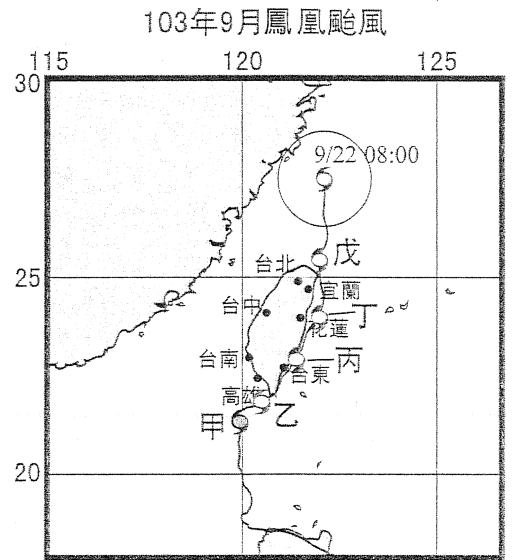 103年9月鳳凰颱風
115 120 125
30
9/22 08:00
戊
台北
25
宜蘭
台中
丁
花蓮
台南
丙
台東
高雄
乙
甲
20